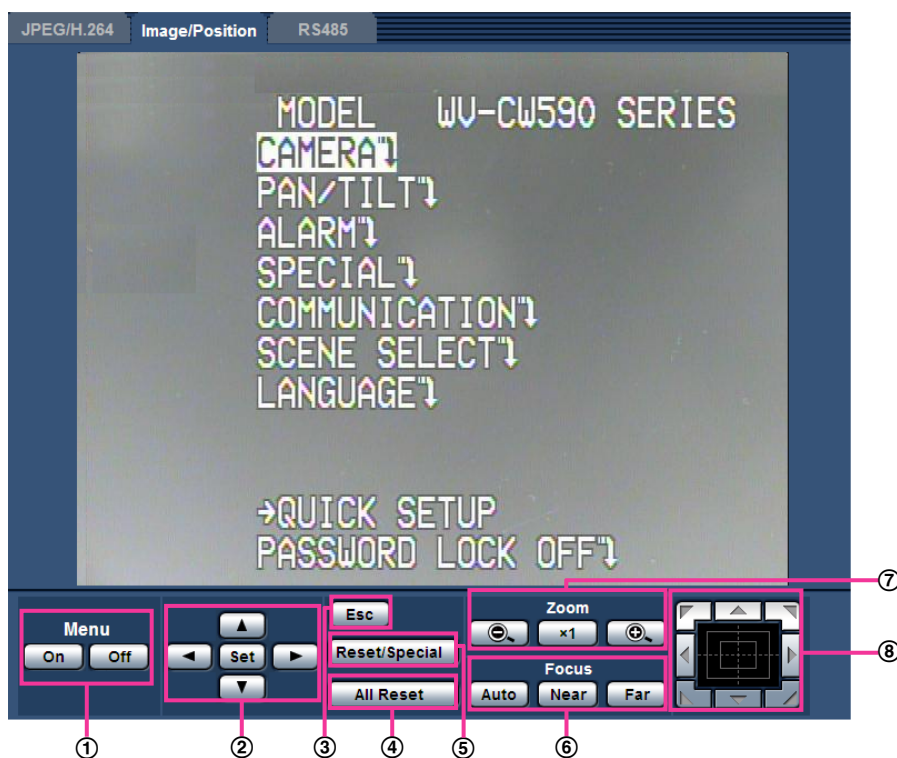 JPEG/H.264 Image/Position RS485
MODEL WV-CW590 SERIES
CAMERA
PAN/TILT
ALARM
SPECIAL
COMMUNICATION
SCENE SELECT
LANGUAGE
→QUICK SETUP
PASSWORD LOCK OFF
⑦
Menu
On Off
Set
Esc
Reset/Special
All Reset
Zoom
×1
Focus
Auto Near Far
⑧
① ② ③ ④ ⑤ ⑥